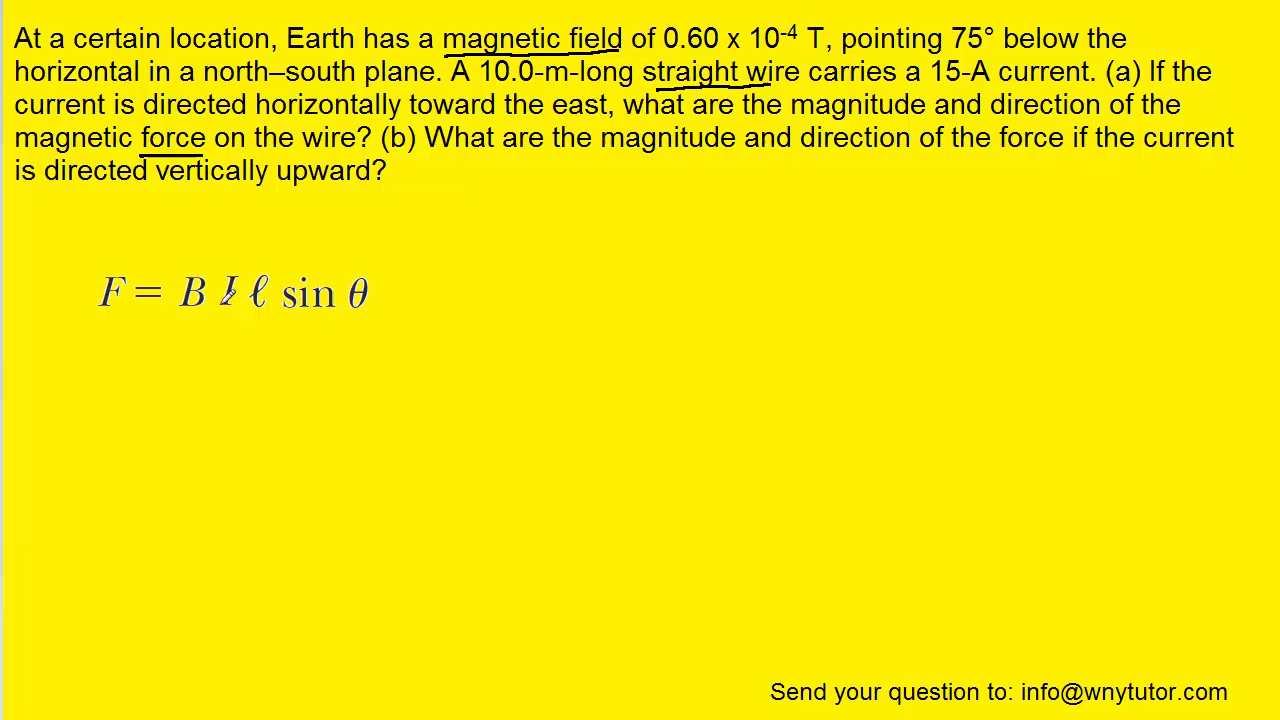 At a certain location, Earth has a magnetic field of 0.60 x 10⁻⁴ T, pointing 75° below the
horizontal in a north–south plane. A 10.0-m-long straight wire carries a 15-A current. (a) If the
current is directed horizontally toward the east, what are the magnitude and direction of the
magnetic force on the wire? (b) What are the magnitude and direction of the force if the current
is directed vertically upward?
F = B I ℓ sin θ
Send your question to: info@wnytutor.com